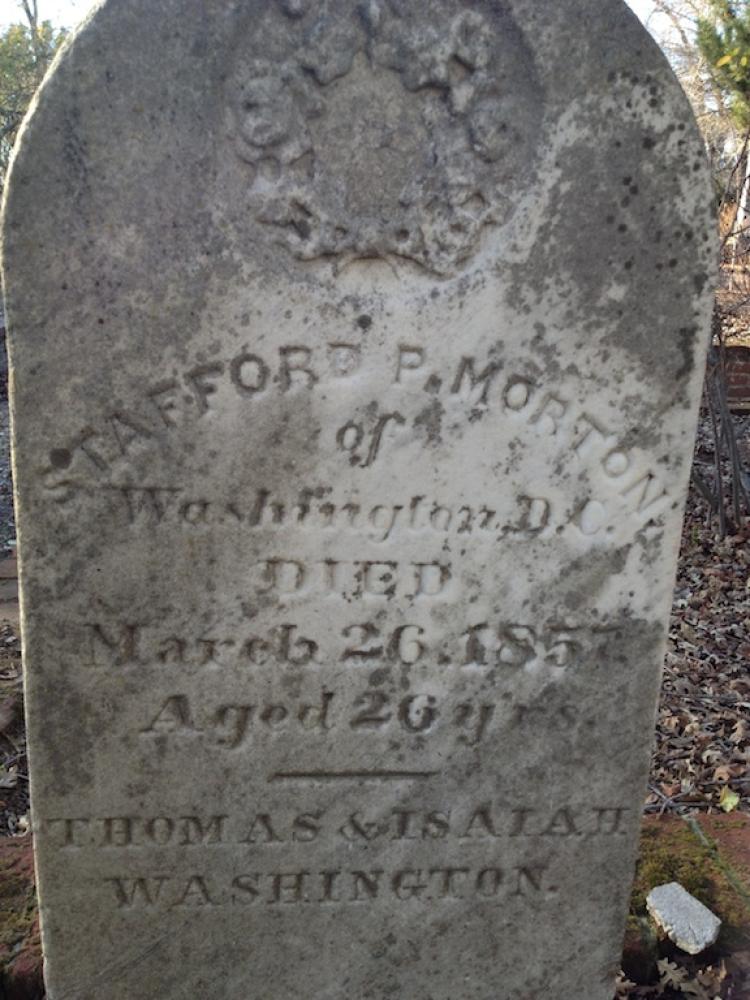 STAFFORD P. MORTON,
of
Washington, D.C.
DIED
March 26. 1857.
Aged 26 yrs.
THOMAS & ISAIAH
WASHINGTON.